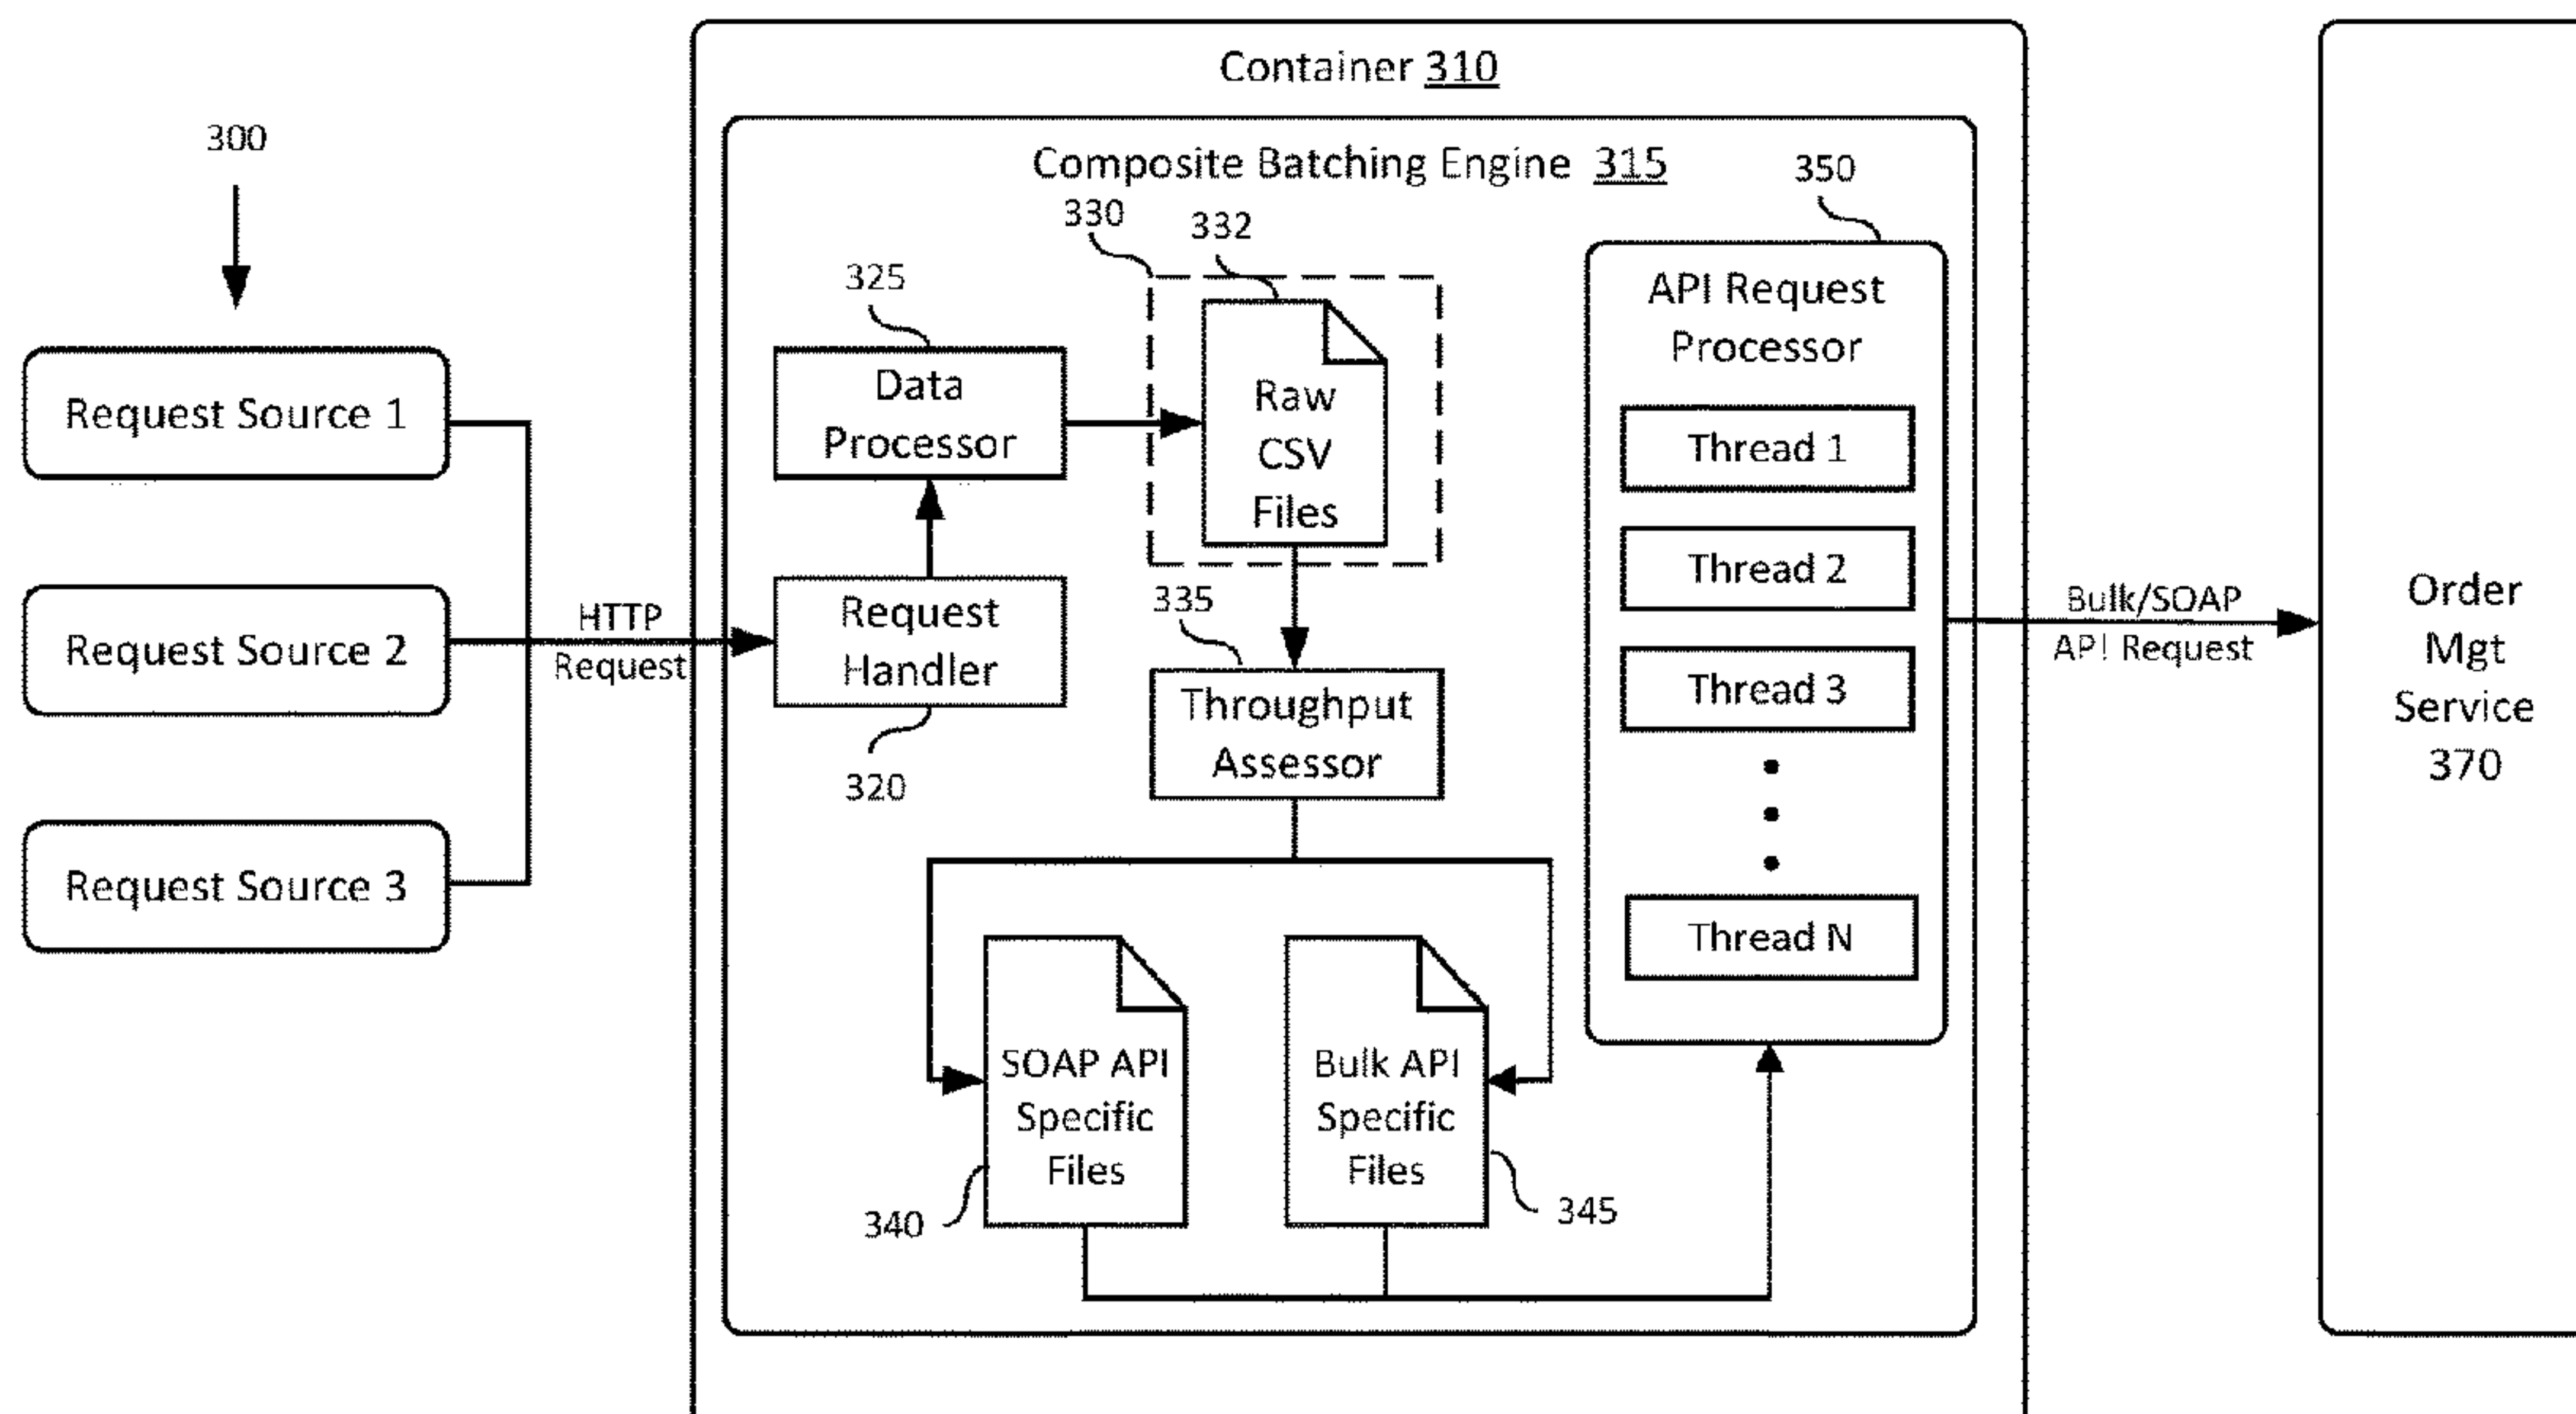 Container 310
300
Composite Batching Engine 315
350
330
332
325
API Request
Processor
Request Source 1
Data
Processor
Raw
CSV
Files
Thread 1
Thread 2
Request Source 2
HTTP
Request
Request
Handler
320
335
Throughput
Assessor
Thread 3
Thread N
Bulk/SOAP
API Request
Order
Mgt
Service
370
Request Source 3
SOAP API
Specific
Files
340
Bulk API
Specific
Files
345